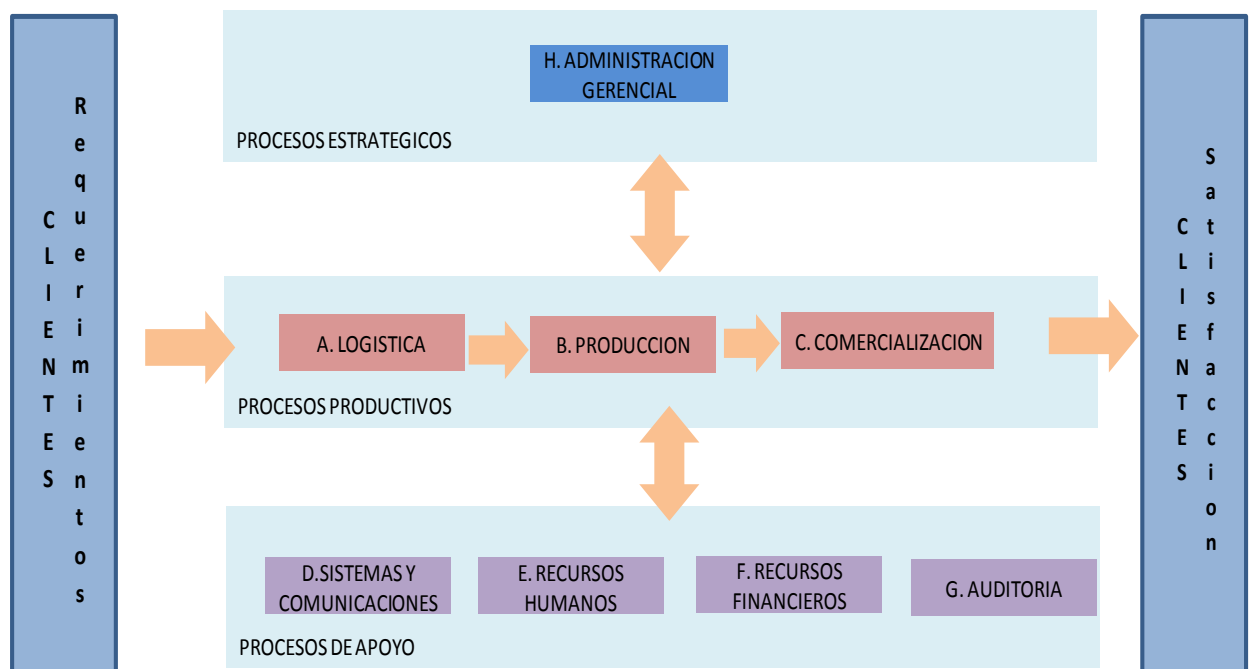 CLIENTES
Requerimientos
H. ADMINISTRACION
GERENCIAL
PROCESOS ESTRATEGICOS
A. LOGISTICA
B. PRODUCCION
C. COMERCIALIZACION
PROCESOS PRODUCTIVOS
D.SISTEMAS Y
COMUNICACIONES
E. RECURSOS
HUMANOS
F. RECURSOS
FINANCIEROS
G. AUDITORIA
PROCESOS DE APOYO
CLIENTES
Satisfaccion